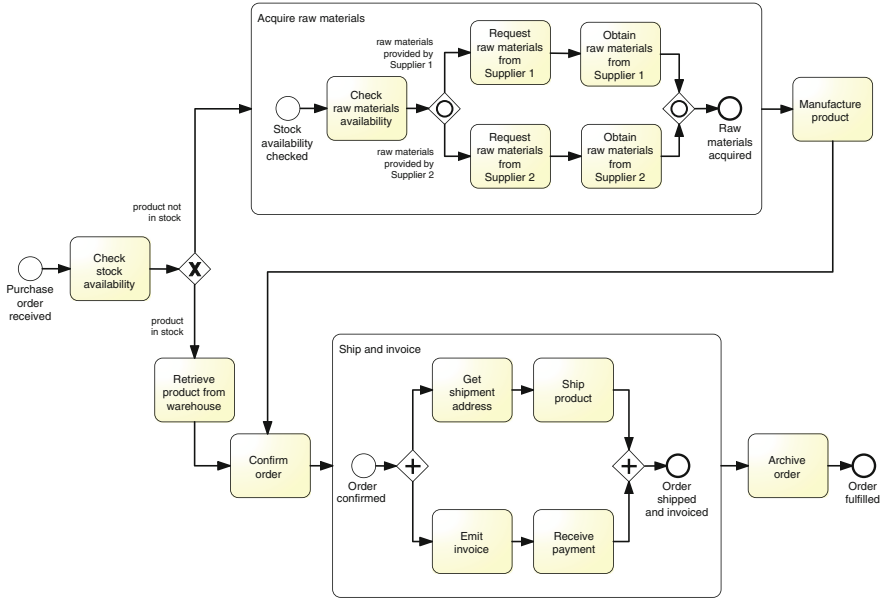 Acquire raw materials
raw materials
provided by
Supplier 1
Request
raw materials
from
Supplier 1
Obtain
raw materials
from
Supplier 1
Check
raw materials
availability
Stock
availability
checked
raw materials
provided by
Supplier 2
Request
raw materials
from
Supplier 2
Obtain
raw materials
from
Supplier 2
Raw
materials
acquired
Manufacture
product
product not
in stock
Purchase
order
received
Check
stock
availability
X
product
in stock
Retrieve
product from
warehouse
Confirm
order
Ship and invoice
Order
confirmed
Get
shipment
address
Ship
product
Emit
invoice
Receive
payment
Order
shipped
and invoiced
Archive
order
Order
fulfilled